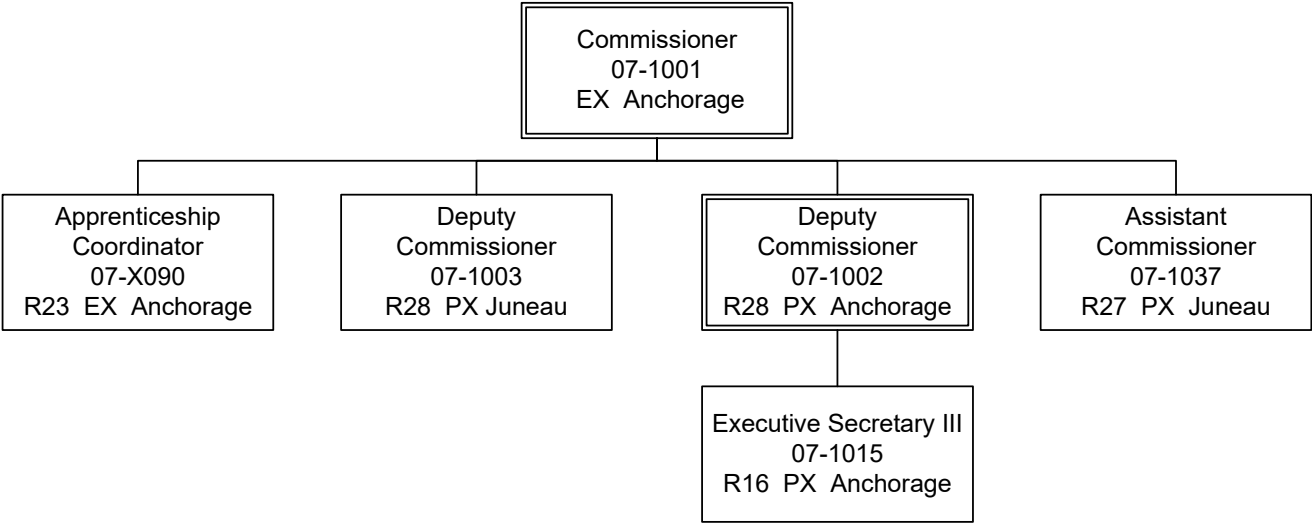 Commissioner
07-1001
EX Anchorage
Apprenticeship
Coordinator
07-X090
R23 EX Anchorage
Deputy
Commissioner
07-1003
R28 PX Juneau
Deputy
Commissioner
07-1002
R28 PX Anchorage
Assistant
Commissioner
07-1037
R27 PX Juneau
Executive Secretary III
07-1015
R16 PX Anchorage